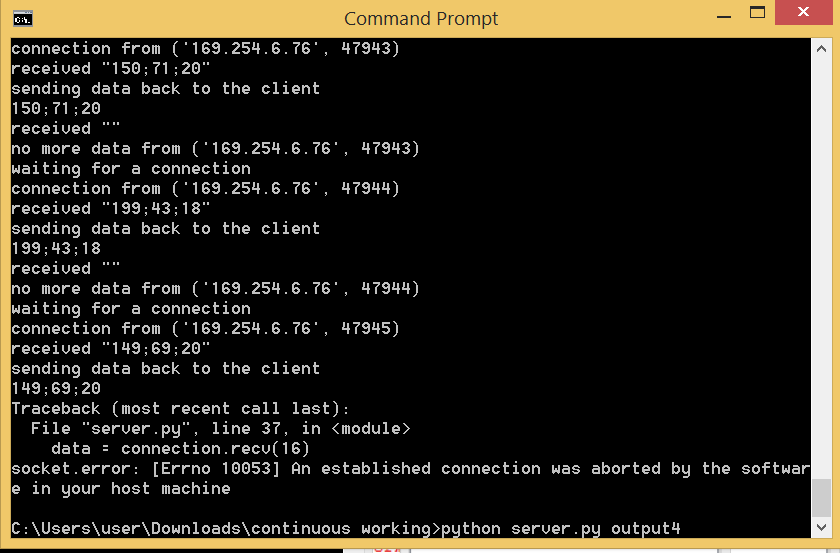 Command Prompt
connection from ('169.254.6.76', 47943)
received "150;71;20"
sending data back to the client
150;71;20
received ""
no more data from ('169.254.6.76', 47943)
waiting for a connection
connection from ('169.254.6.76', 47944)
received "199;43;18"
sending data back to the client
199;43;18
received ""
no more data from ('169.254.6.76', 47944)
waiting for a connection
connection from ('169.254.6.76', 47945)
received "149;69;20"
sending data back to the client
149;69;20
Traceback (most recent call last):
  File "server.py", line 37, in <module>
    data = connection.recv(16)
socket.error: [Errno 10053] An established connection was aborted by the softwar
e in your host machine
C:\Users\user\Downloads\continuous working>python server.py output4